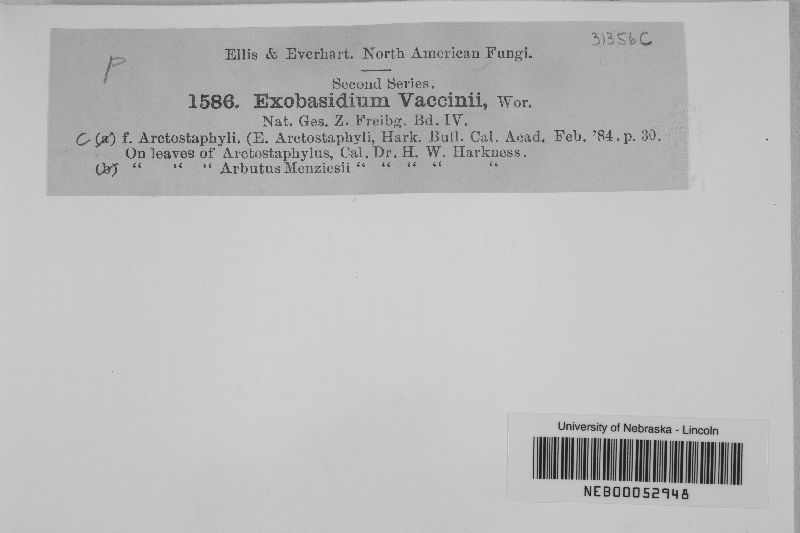 31356C
P
Ellis & Everhart. North American Fungi.
Second Series.
1586. Exobasidium Vaccinii, Wor.
Nat. Ges. Z. Freibg. Bd. IV.
C (a) f. Arctostaphyli. (E. Arctostaphyli, Hark. Bull. Cal. Acad. Feb. '84. p. 30.
On leaves of Arctostaphylus, Cal. Dr. H. W. Harkness.
(b) “ “ “ Arbutus Menziesii “ “ “ “ “
University of Nebraska - Lincoln
NEB00052948